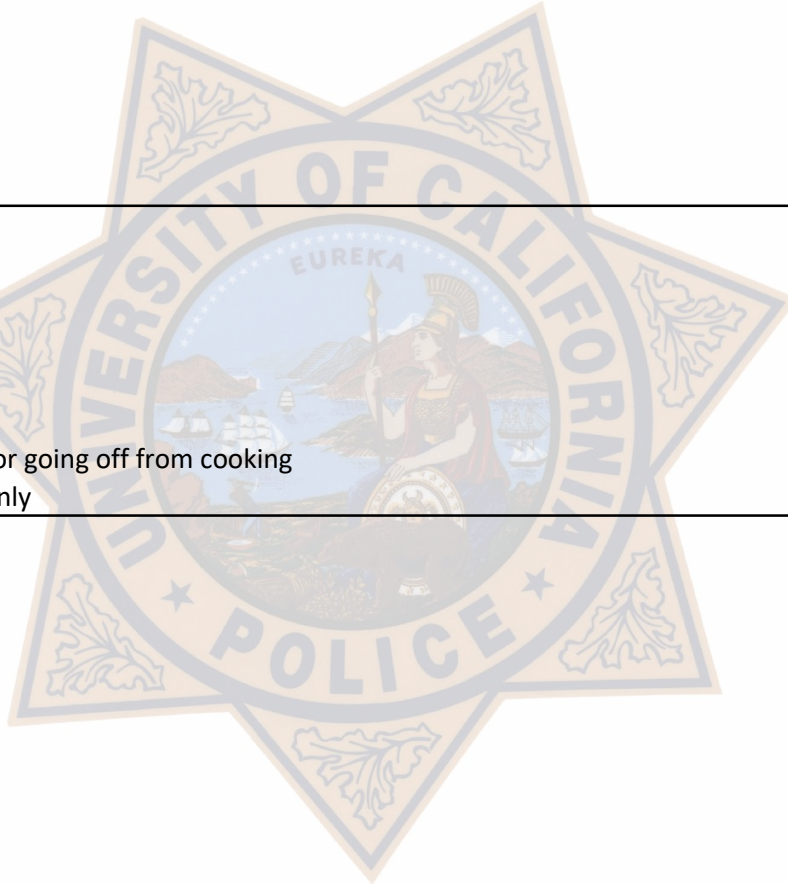 UNIVERSITY OF CALIFORNIA
EUREKA
or going off from cooking
nly
POLICE